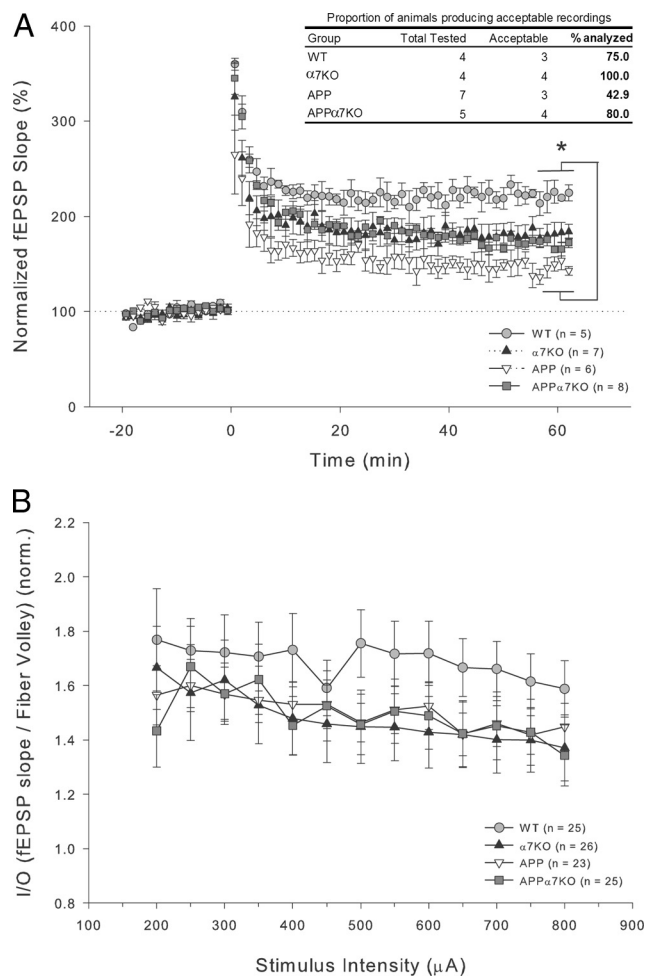 A
Proportion of animals producing acceptable recordings
Group Total Tested Acceptable % analyzed
WT 4 3 75.0
α7KO 4 4 100.0
APP 7 3 42.9
APPα7KO 5 4 80.0
*
Normalized fEPSP Slope (%)
400
300
200
100
0
WT (n = 5)
α7KO (n = 7)
APP (n = 6)
APPα7KO (n = 8)
-20 0 20 40 60
Time (min)
B
I/O (fEPSP slope / Fiber Volley) (norm.)
2.2
2.0
1.8
1.6
1.4
1.2
1.0
0.8
WT (n = 25)
α7KO (n = 26)
APP (n = 23)
APPα7KO (n = 25)
100 200 300 400 500 600 700 800 900
Stimulus Intensity (μA)